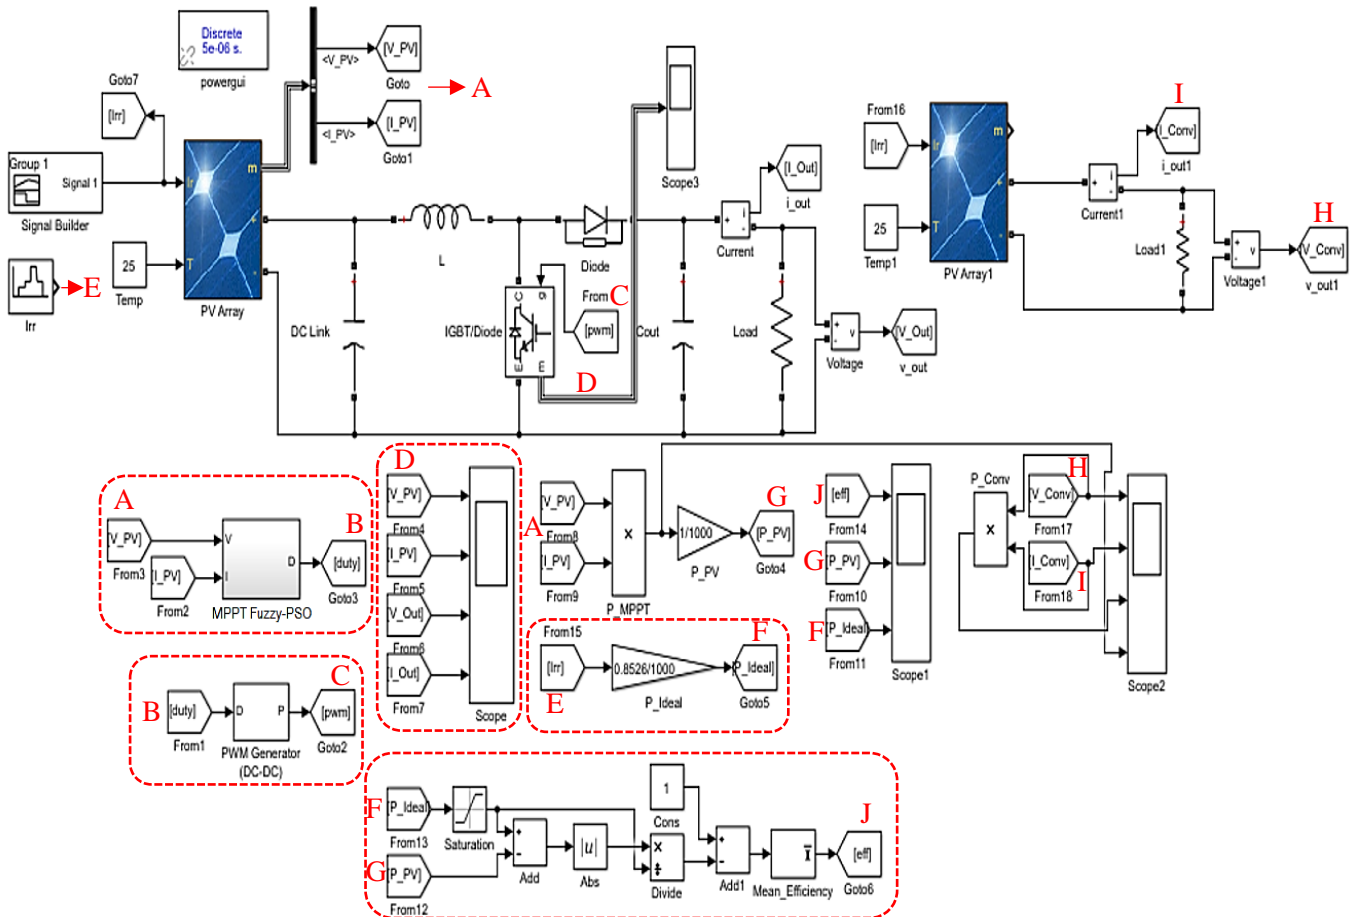 Discrete
5e-06 s.
powergui
<V_PV>
[V_PV]
Goto
A
<I_PV>
[I_PV]
Goto1
Goto7
[Irr]
Group 1
Signal 1
Signal Builder
Irr
E
25
Temp
Ir
T
m
+
-
PV Array
DC Link
L
IGBT/Diode
C
g
E
m
Diode
From
C
[pwm]
D
Cout
Scope3
[I_Out]
i_out
+
i
-
Current
Load
+
-
v
Voltage
[V_Out]
v_out
From16
[Irr]
25
Temp1
Ir
T
m
+
-
PV Array1
I
[I_Conv]
i_out1
+
i
-
Current1
Load1
H
+
-
v
Voltage1
[V_Conv]
v_out1
A
[V_PV]
From3
[I_PV]
From2
V
I
D
MPPT Fuzzy-PSO
B
[duty]
Goto3
B
[duty]
From1
D
P
PWM Generator
(DC-DC)
C
[pwm]
Goto2
D
[V_PV]
From4
[I_PV]
From5
[V_Out]
From6
[I_Out]
From7
Scope
A
[V_PV]
From8
[I_PV]
From9
×
P_MPPT
1/1000
P_PV
G
[P_PV]
Goto4
From15
[Irr]
E
0.8526/1000
P_Ideal
F
[P_Ideal]
Goto5
J
[eff]
From14
G
[P_PV]
From10
F
[P_Ideal]
From11
Scope1
P_Conv
×
H
[V_Conv]
From17
[I_Conv]
I
From18
Scope2
F
[P_Ideal]
From13
Saturation
G
[P_PV]
From12
+
-
Add
|u|
Abs
1
Cons
×
÷
Divide
+
-
Add1
Mean_Efficiency
J
[eff]
Goto6